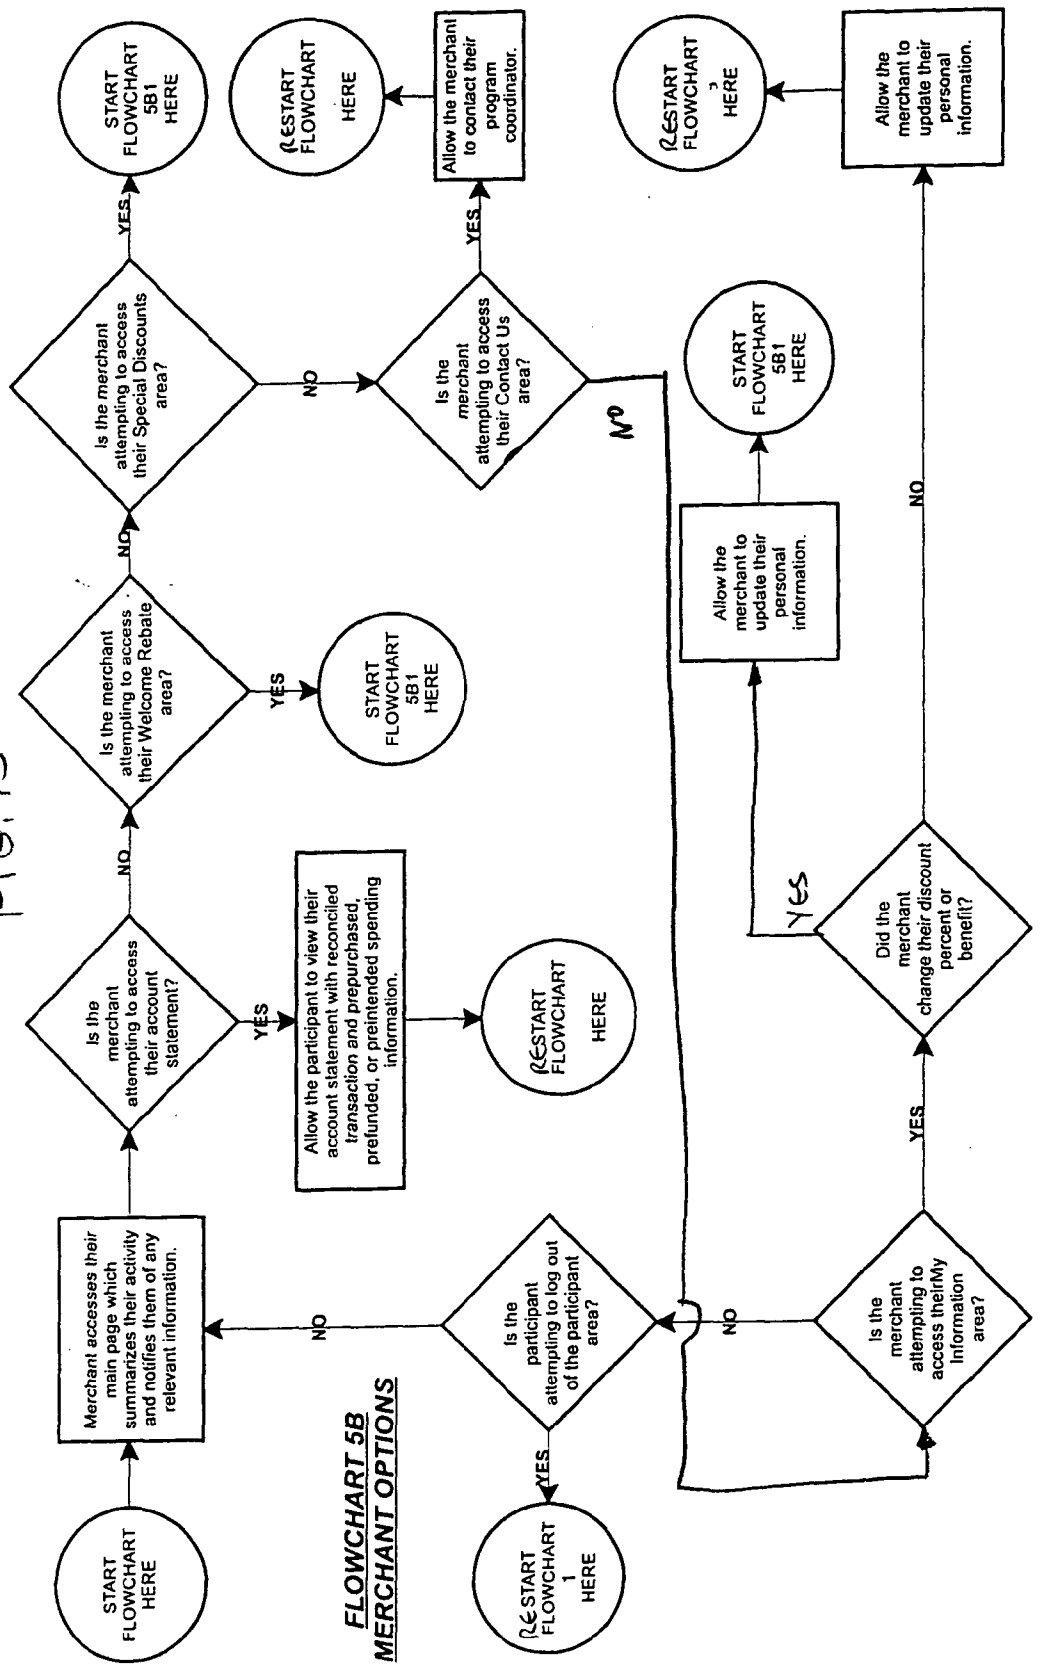 START
FLOWCHART
HERE
Merchant accesses their
main page which
summarizes their activity
and notifies them of any
relevant information.
Is the
merchant
attempting to access
their account
statement?
NO
Is the merchant
attempting to access
their Welcome Rebate
area?
NO
Is the merchant
attempting to access
their Special Discounts
area?
YES
START
FLOWCHART
5B1
HERE
YES
Allow the participant to view their
account statement with reconciled
transaction and prepurchased,
prefunded, or preintended spending
information.
RESTART
FLOWCHART
HERE
YES
START
FLOWCHART
5B1
HERE
NO
Is the
merchant
attempting to access
their Contact Us
area?
YES
Allow the merchant
to contact their
program
coordinator.
RESTART
FLOWCHART
HERE
NO
FLOWCHART 5B
MERCHANT OPTIONS
NO
Is the
participant
attempting to log out
of the participant
area?
YES
RESTART
FLOWCHART
1
HERE
NO
Is the
merchant
attempting to
access theirMy
Information
area?
YES
Did the
merchant
change their discount
percent or
benefit?
YES
Allow the
merchant to
update their
personal
information.
START
FLOWCHART
5B1
HERE
NO
Allow the
merchant to
update their
personal
information.
RESTART
FLOWCHART
HERE